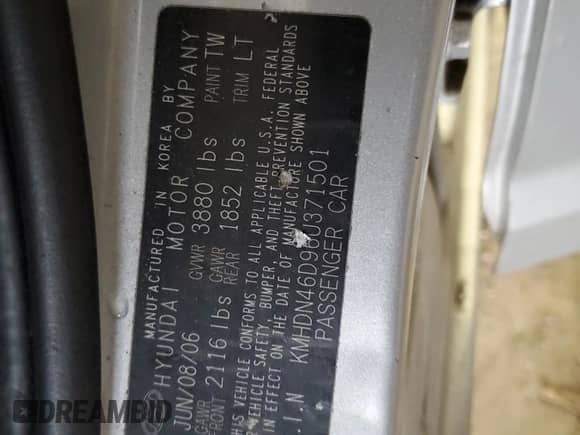 MANUFACTURED IN KOREA BY
HYUNDAI MOTOR COMPANY
JUN/08/06 GVWR 3880 lbs PAINT TW
GAWR FRONT 2116 lbs GAWR REAR 1852 lbs TRIM LT
THIS VEHICLE CONFORMS TO ALL APPLICABLE U.S.A. FEDERAL
VEHICLE SAFETY, BUMPER, AND THEFT PREVENTION STANDARDS
IN EFFECT ON THE DATE OF MANUFACTURE SHOWN ABOVE
.I.N KMHDN46D9
PASSENGER CAR
DREAMBID